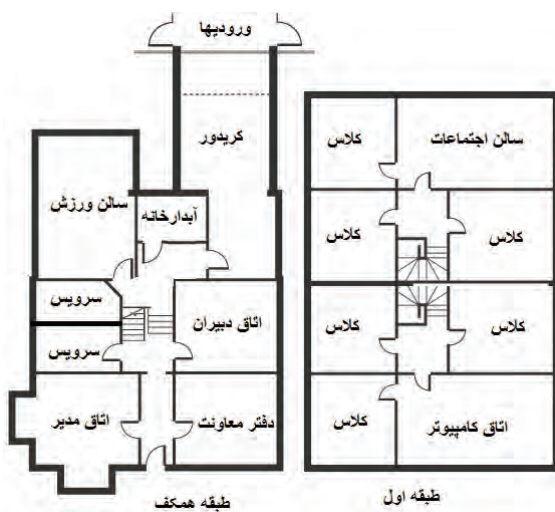 ورودیها
کریدور
سالن ورزش
آبدارخانه
سرویس
سرویس
اتاق دبیران
اتاق مدیر
دفتر معاونت
طبقه همکف
کلاس
سالن اجتماعات
کلاس
کلاس
کلاس
کلاس
کلاس
اتاق کامپیوتر
طبقه اول